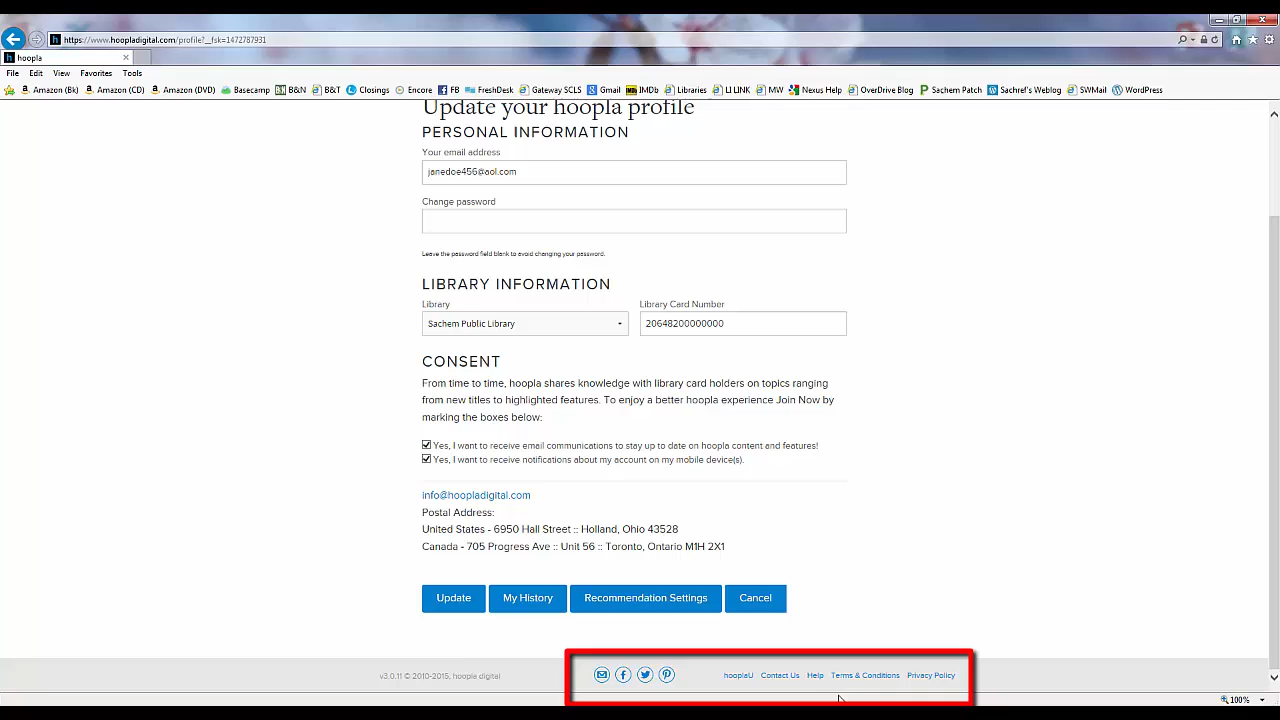 https://www.hoopladigital.com/profile?__fsk=1472787931
h hoopla
File Edit View Favorites Tools
Amazon (Bk) Amazon (CD) Amazon (DVD) Basecamp B&N B&T Closings Encore FB FreshDesk Gateway SCLS Gmail IMDb Libraries LI LINK MW Nexus Help OverDrive Blog Sachem Patch Sachref's Weblog SWMail WordPress
Update your hoopla profile
PERSONAL INFORMATION
Your email address
janedoe456@aol.com
Change password
Leave the password field blank to avoid changing your password.
LIBRARY INFORMATION
Library Library Card Number
Sachem Public Library 20648200000000
CONSENT
From time to time, hoopla shares knowledge with library card holders on topics ranging
from new titles to highlighted features. To enjoy a better hoopla experience Join Now by
marking the boxes below:
Yes, I want to receive email communications to stay up to date on hoopla content and features!
Yes, I want to receive notifications about my account on my mobile device(s).
info@hoopladigital.com
Postal Address:
United States - 6950 Hall Street :: Holland, Ohio 43528
Canada - 705 Progress Ave :: Unit 56 :: Toronto, Ontario M1H 2X1
Update My History Recommendation Settings Cancel
v3.0.11 © 2010-2015, hoopla digital hooplaU Contact Us Help Terms & Conditions Privacy Policy
100%